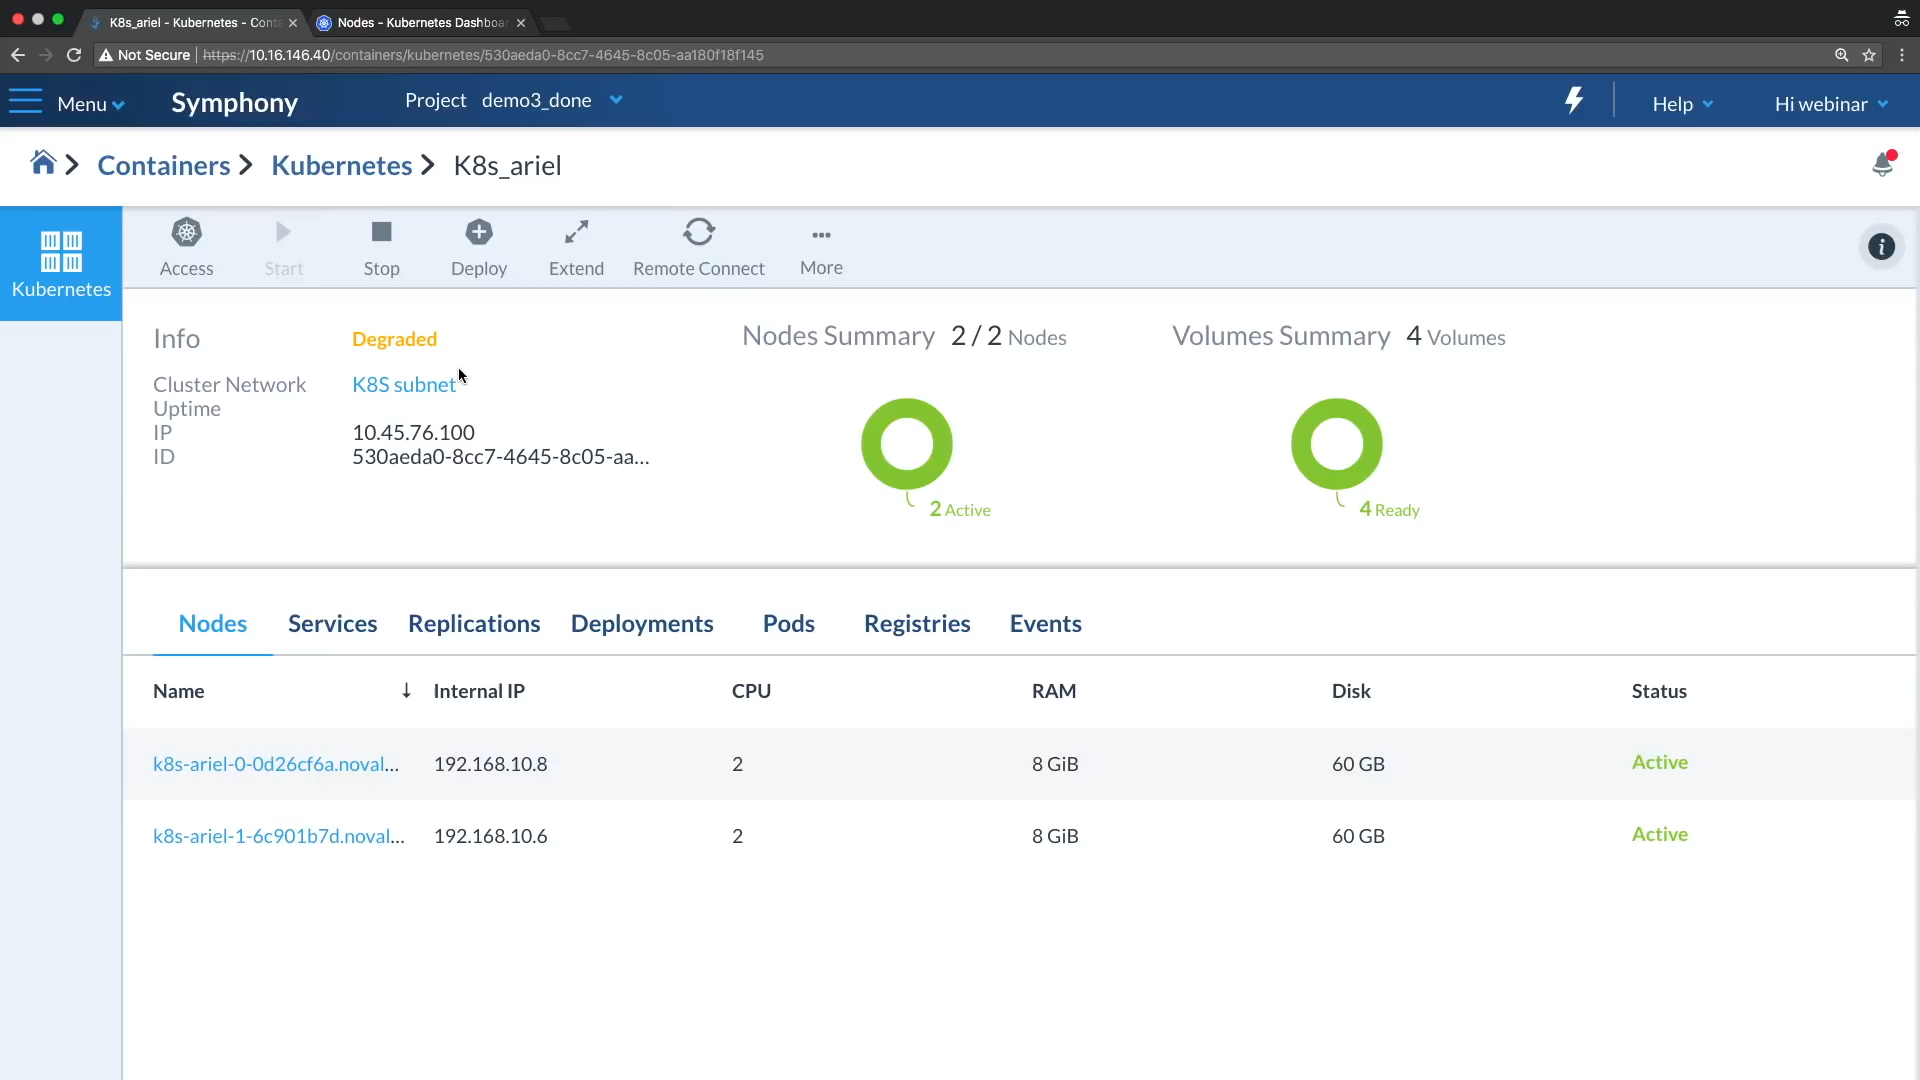 K8s_ariel - Kubernetes - Conta
Nodes - Kubernetes Dashboar
Not Secure
https://10.16.146.40/containers/kubernetes/530aeda0-8cc7-4645-8c05-aa180f18f145
Menu
Symphony
Project demo3_done
Help
Hi webinar
Containers
Kubernetes
K8s_ariel
Kubernetes
Access
Start
Stop
Deploy
Extend
Remote Connect
More
Info
Degraded
Cluster Network
K8S subnet
Uptime
IP
10.45.76.100
ID
530aeda0-8cc7-4645-8c05-aa...
Nodes Summary 2 / 2 Nodes
2 Active
Volumes Summary 4 Volumes
4 Ready
Nodes
Services
Replications
Deployments
Pods
Registries
Events
Name ↓ Internal IP CPU RAM Disk Status
k8s-ariel-0-0d26cf6a.noval... 192.168.10.8 2 8 GiB 60 GB Active
k8s-ariel-1-6c901b7d.noval... 192.168.10.6 2 8 GiB 60 GB Active